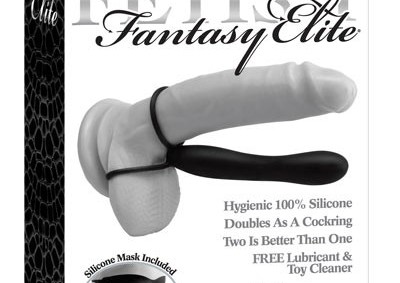 FETISH
Fantasy Elite®
Elite
Hygienic 100% Silicone
Doubles As A Cockring
Two Is Better Than One
FREE Lubricant &
Toy Cleaner
Silicone Mask Included